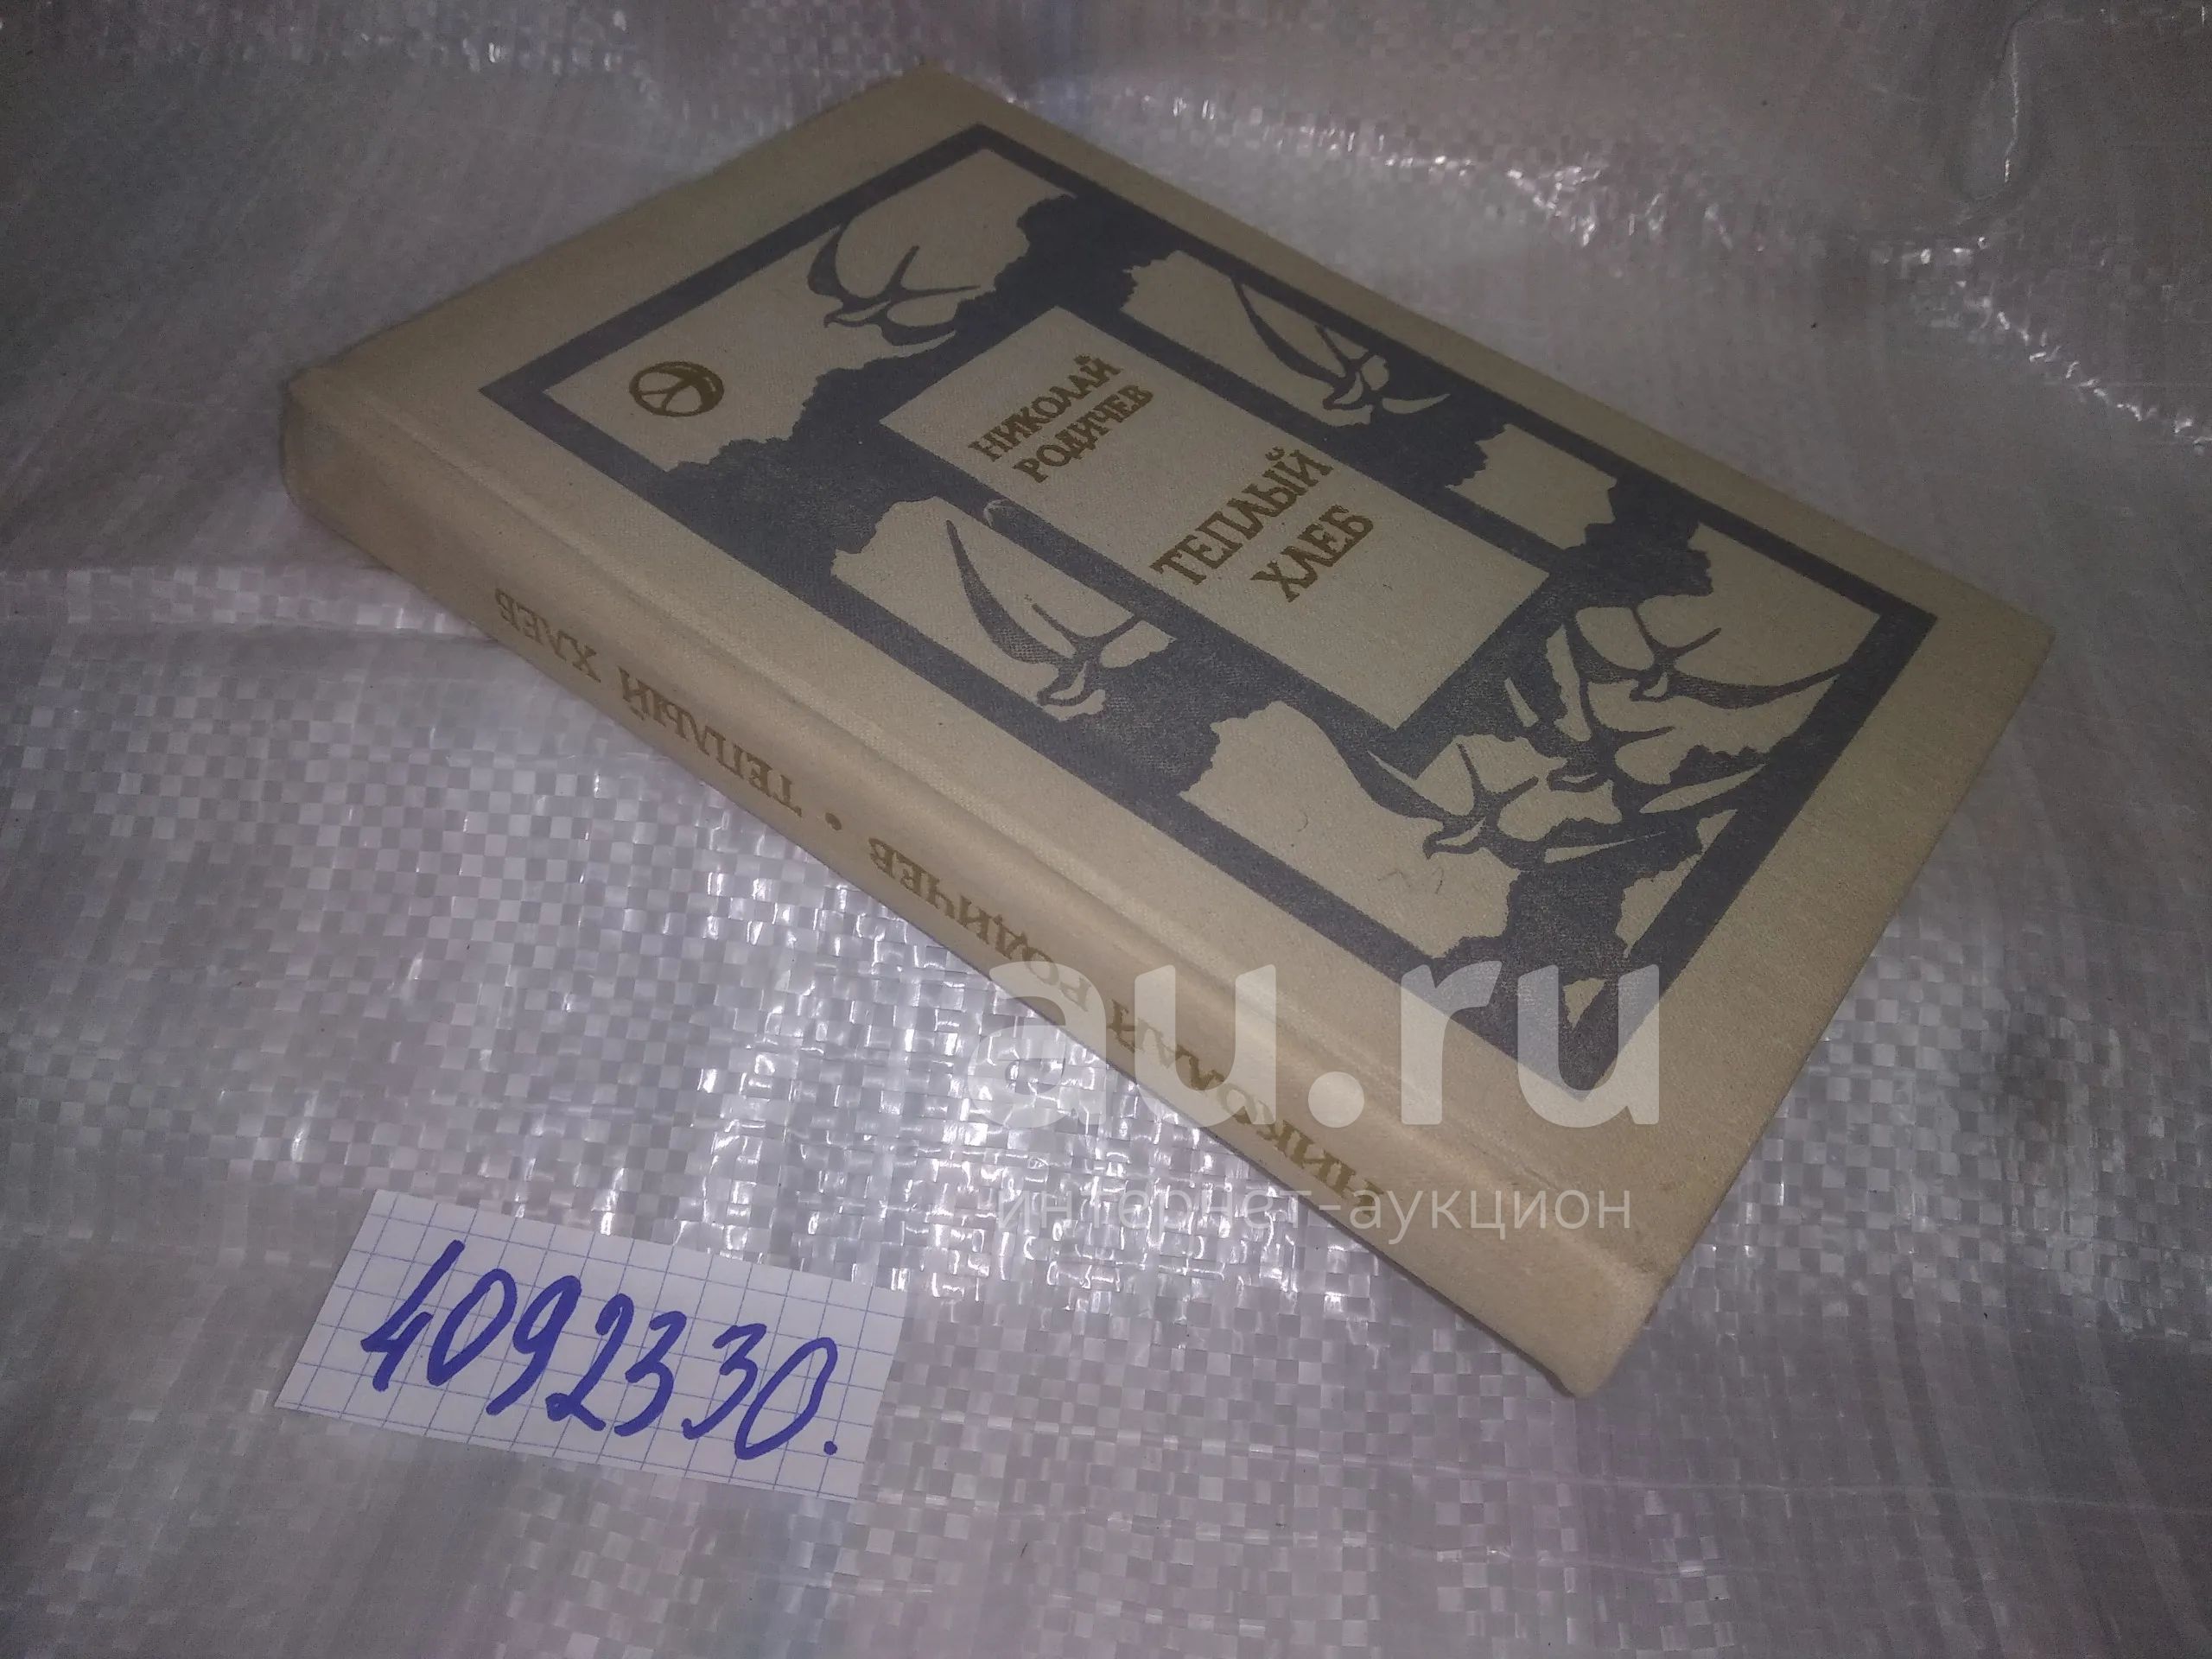 НИКОЛАЙ
РОДИЧЕВ
ТЕПЛЫЙ
ХЛЕБ
НИКОЛАЙ РОДИЧЕВ • ТЕПЛЫЙ ХЛЕБ
au.ru
интернет-аукцион
4092330.